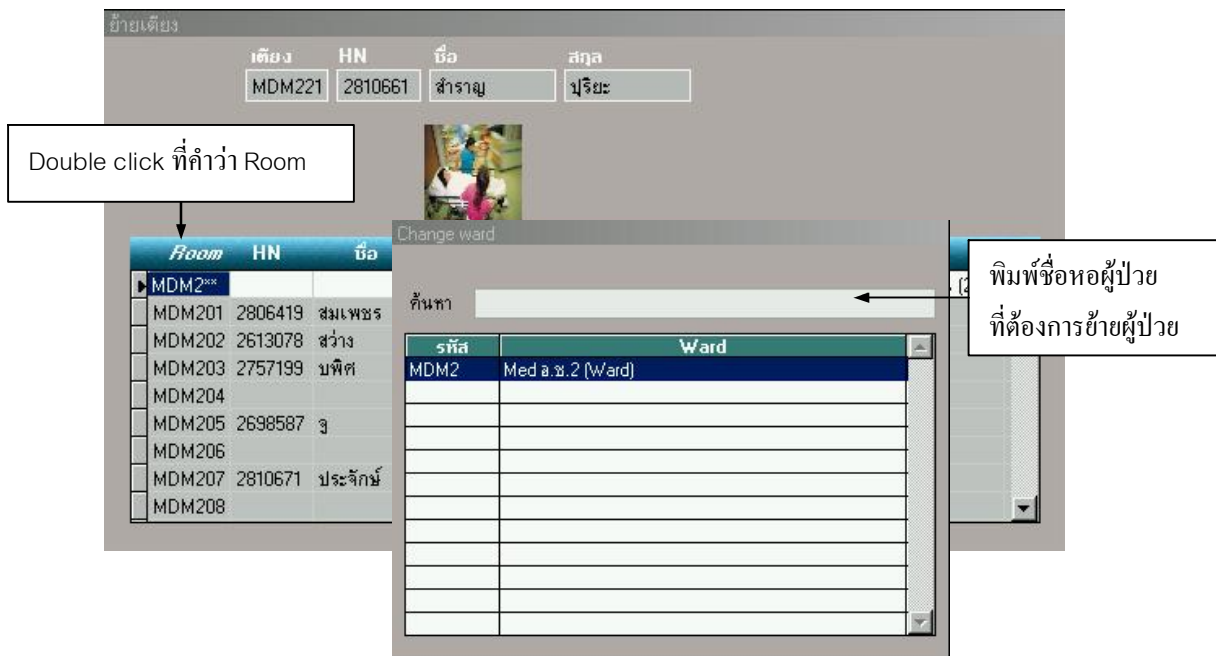 ย้ายเตียง
เตียง HN ชื่อ สกุล
MDM221 2810661 สำราญ ปุริยะ
Double click ที่คำว่า Room
Room HN ชื่อ
MDM2**
MDM201 2806419 สมเพชร
MDM202 2613078 สว่าง
MDM203 2757199 บพิศ
MDM204
MDM205 2698587 จู
MDM206
MDM207 2810671 ประจักษ์
MDM208
Change ward
ค้นหา
รหัส Ward
MDM2 Med อ.ช.2 (Ward)
พิมพ์ชื่อหอผู้ป่วย
ที่ต้องการย้ายผู้ป่วย